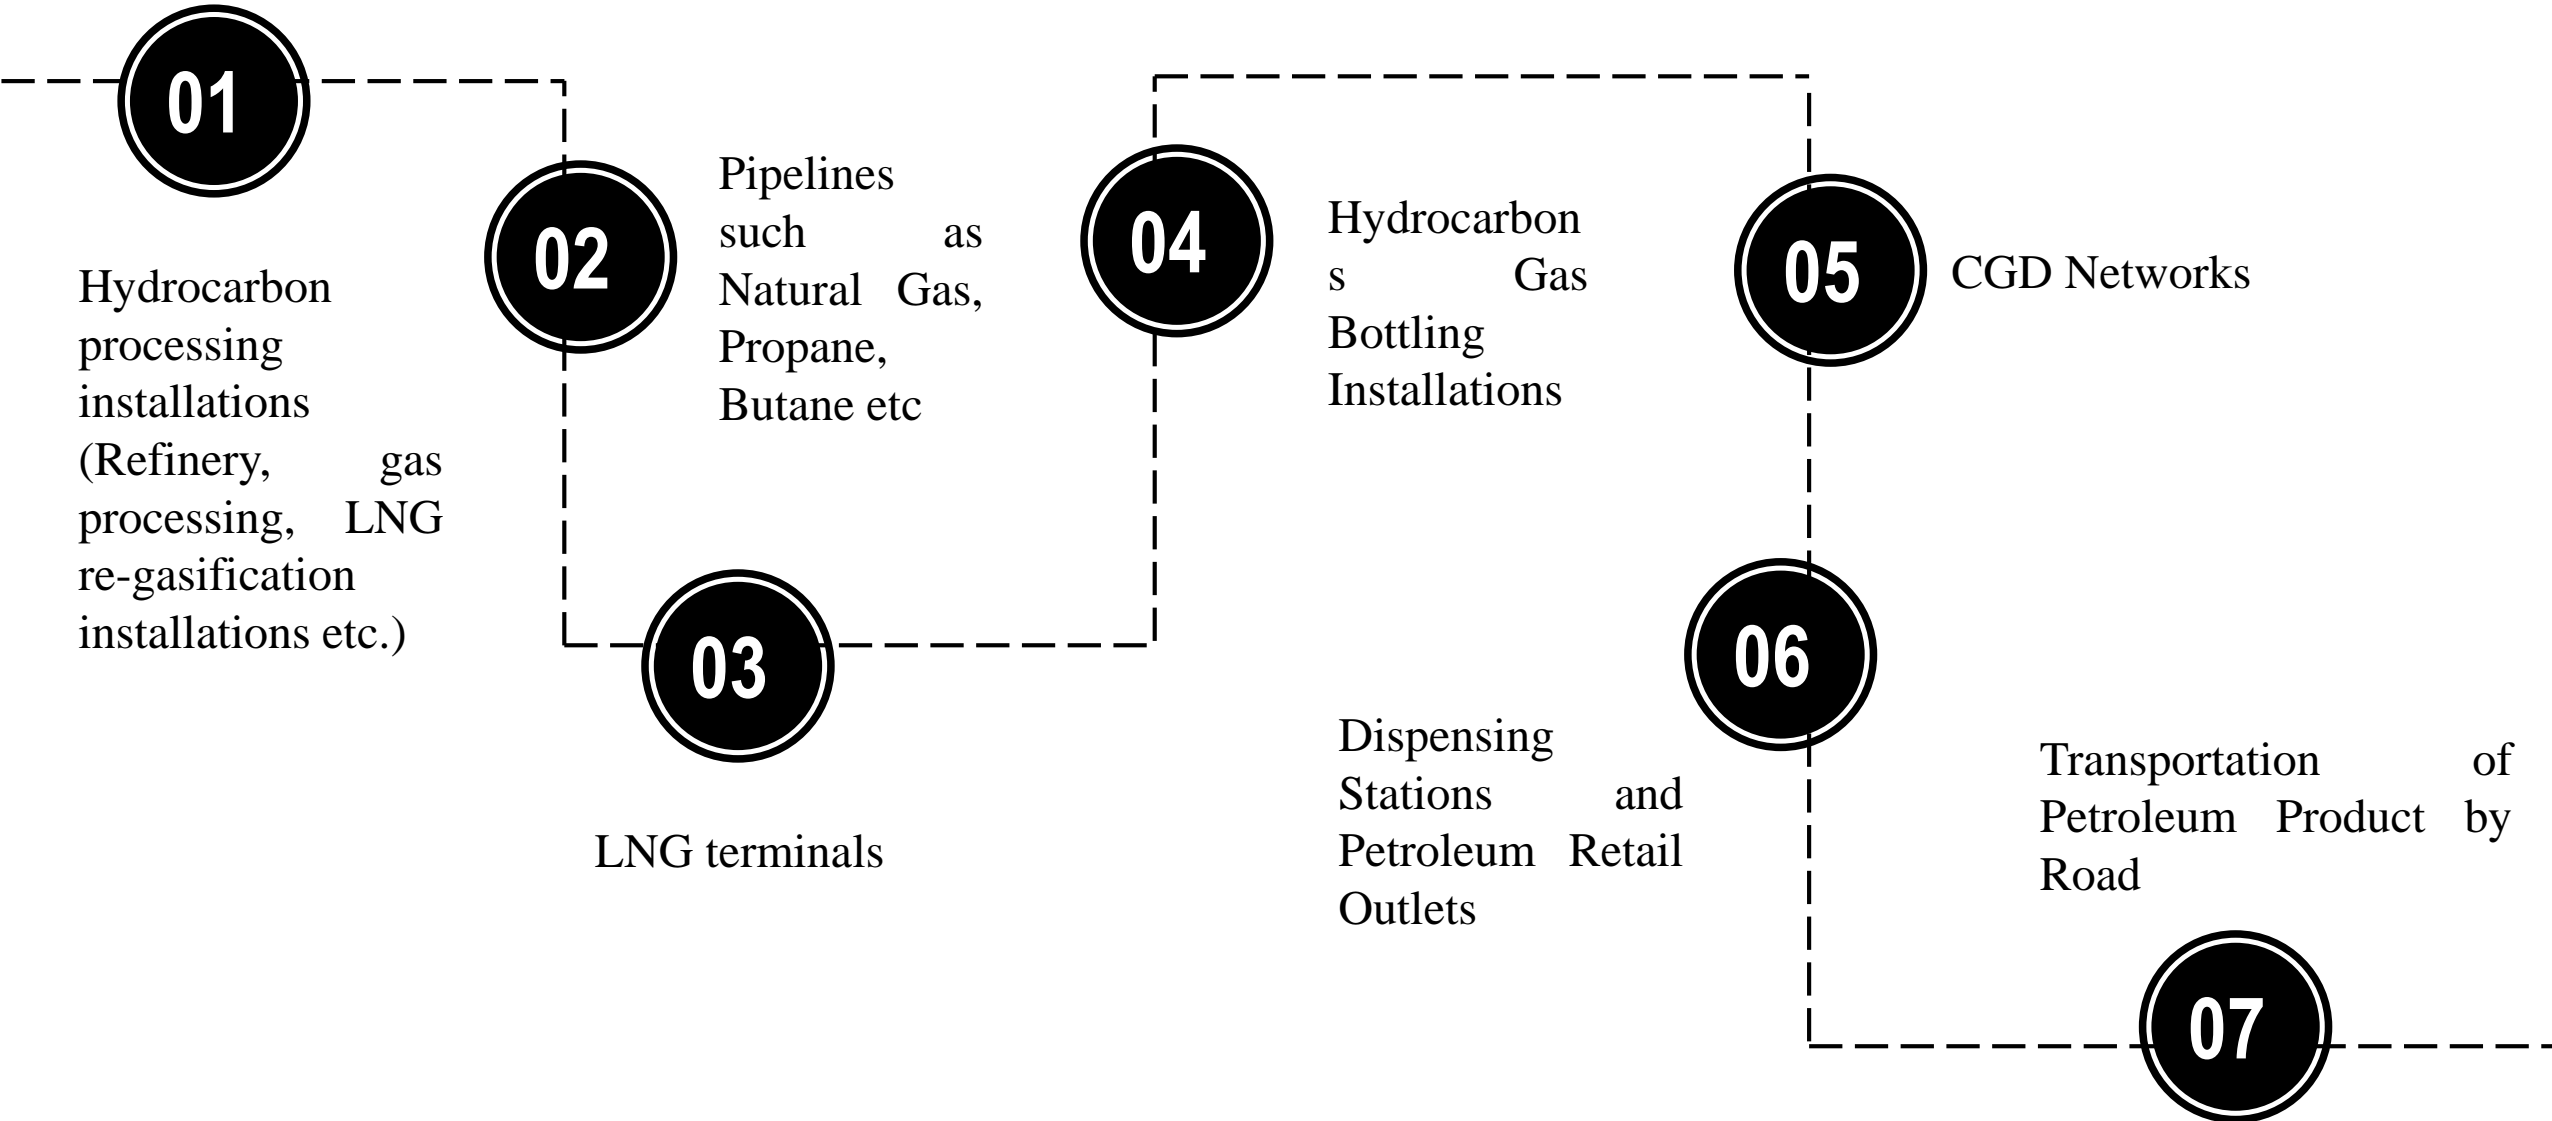 01
Hydrocarbon
processing
installations
(Refinery, gas
processing, LNG
re-gasification
installations etc.)
02
Pipelines
such as
Natural Gas,
Propane,
Butane etc
03
LNG terminals
04
Hydrocarbon
s Gas
Bottling
Installations
05
CGD Networks
06
Dispensing
Stations and
Petroleum Retail
Outlets
07
Transportation of
Petroleum Product by
Road